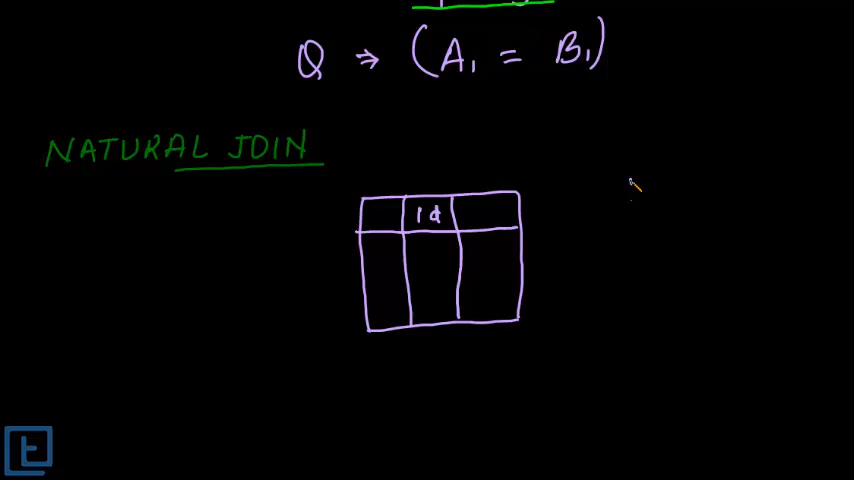 Q → (A₁ = B₁)
NATURAL JOIN
id